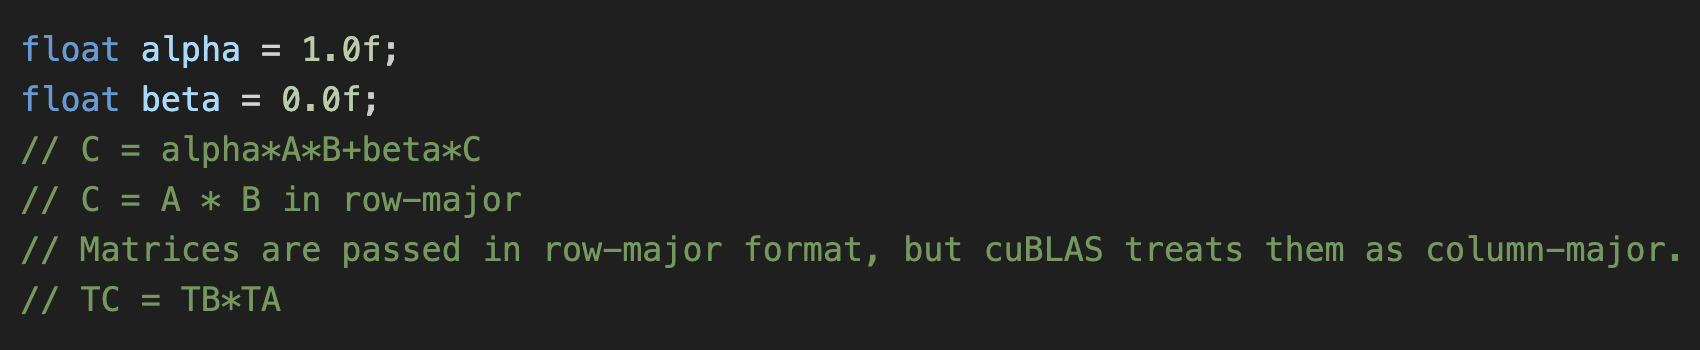 float alpha = 1.0f;
float beta = 0.0f;
// C = alpha*A*B+beta*C
// C = A * B in row-major
// Matrices are passed in row-major format, but cuBLAS treats them as column-major.
// TC = TB*TA